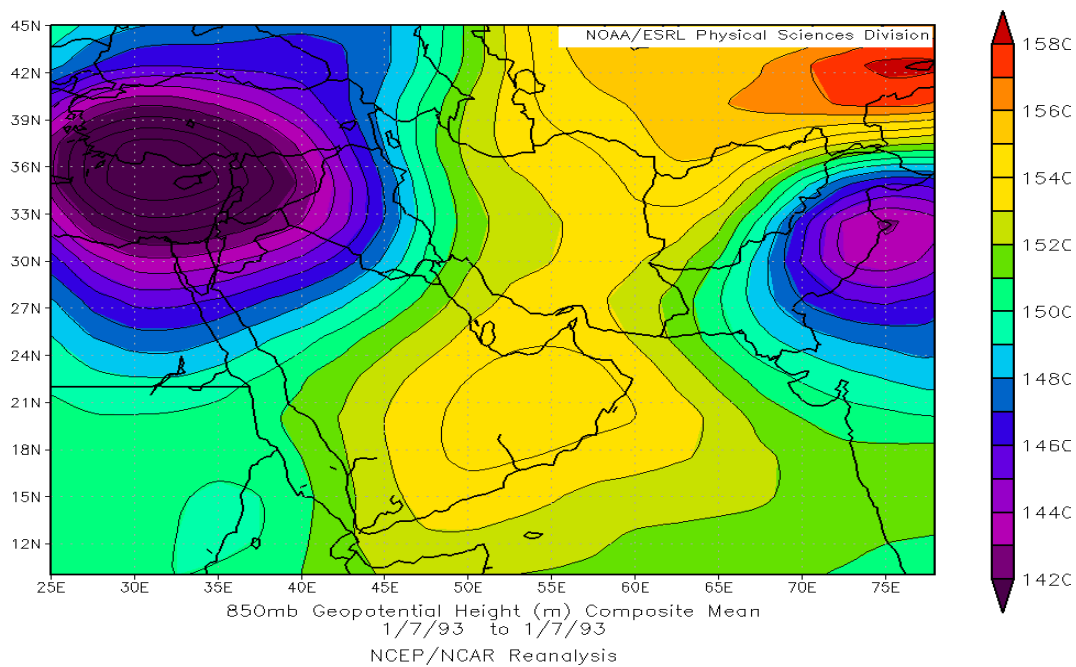 NOAA/ESRL Physical Sciences Division
45N
42N
39N
36N
33N
30N
27N
24N
21N
18N
15N
12N
25E 30E 35E 40E 45E 50E 55E 60E 65E 70E 75E
1580
1560
1540
1520
1500
1480
1460
1440
1420
850mb Geopotential Height (m) Composite Mean
1/7/93 to 1/7/93
NCEP/NCAR Reanalysis